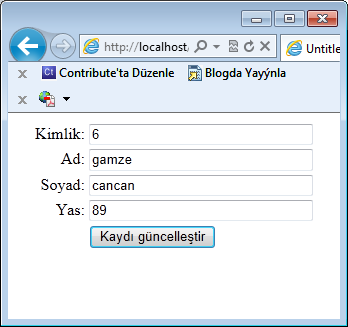 http://localhost/
Untitle
Contribute'ta Düzenle
Blogda Yayýnla
Kimlik: 6
Ad: gamze
Soyad: cancan
Yas: 89
Kaydı güncelleştir